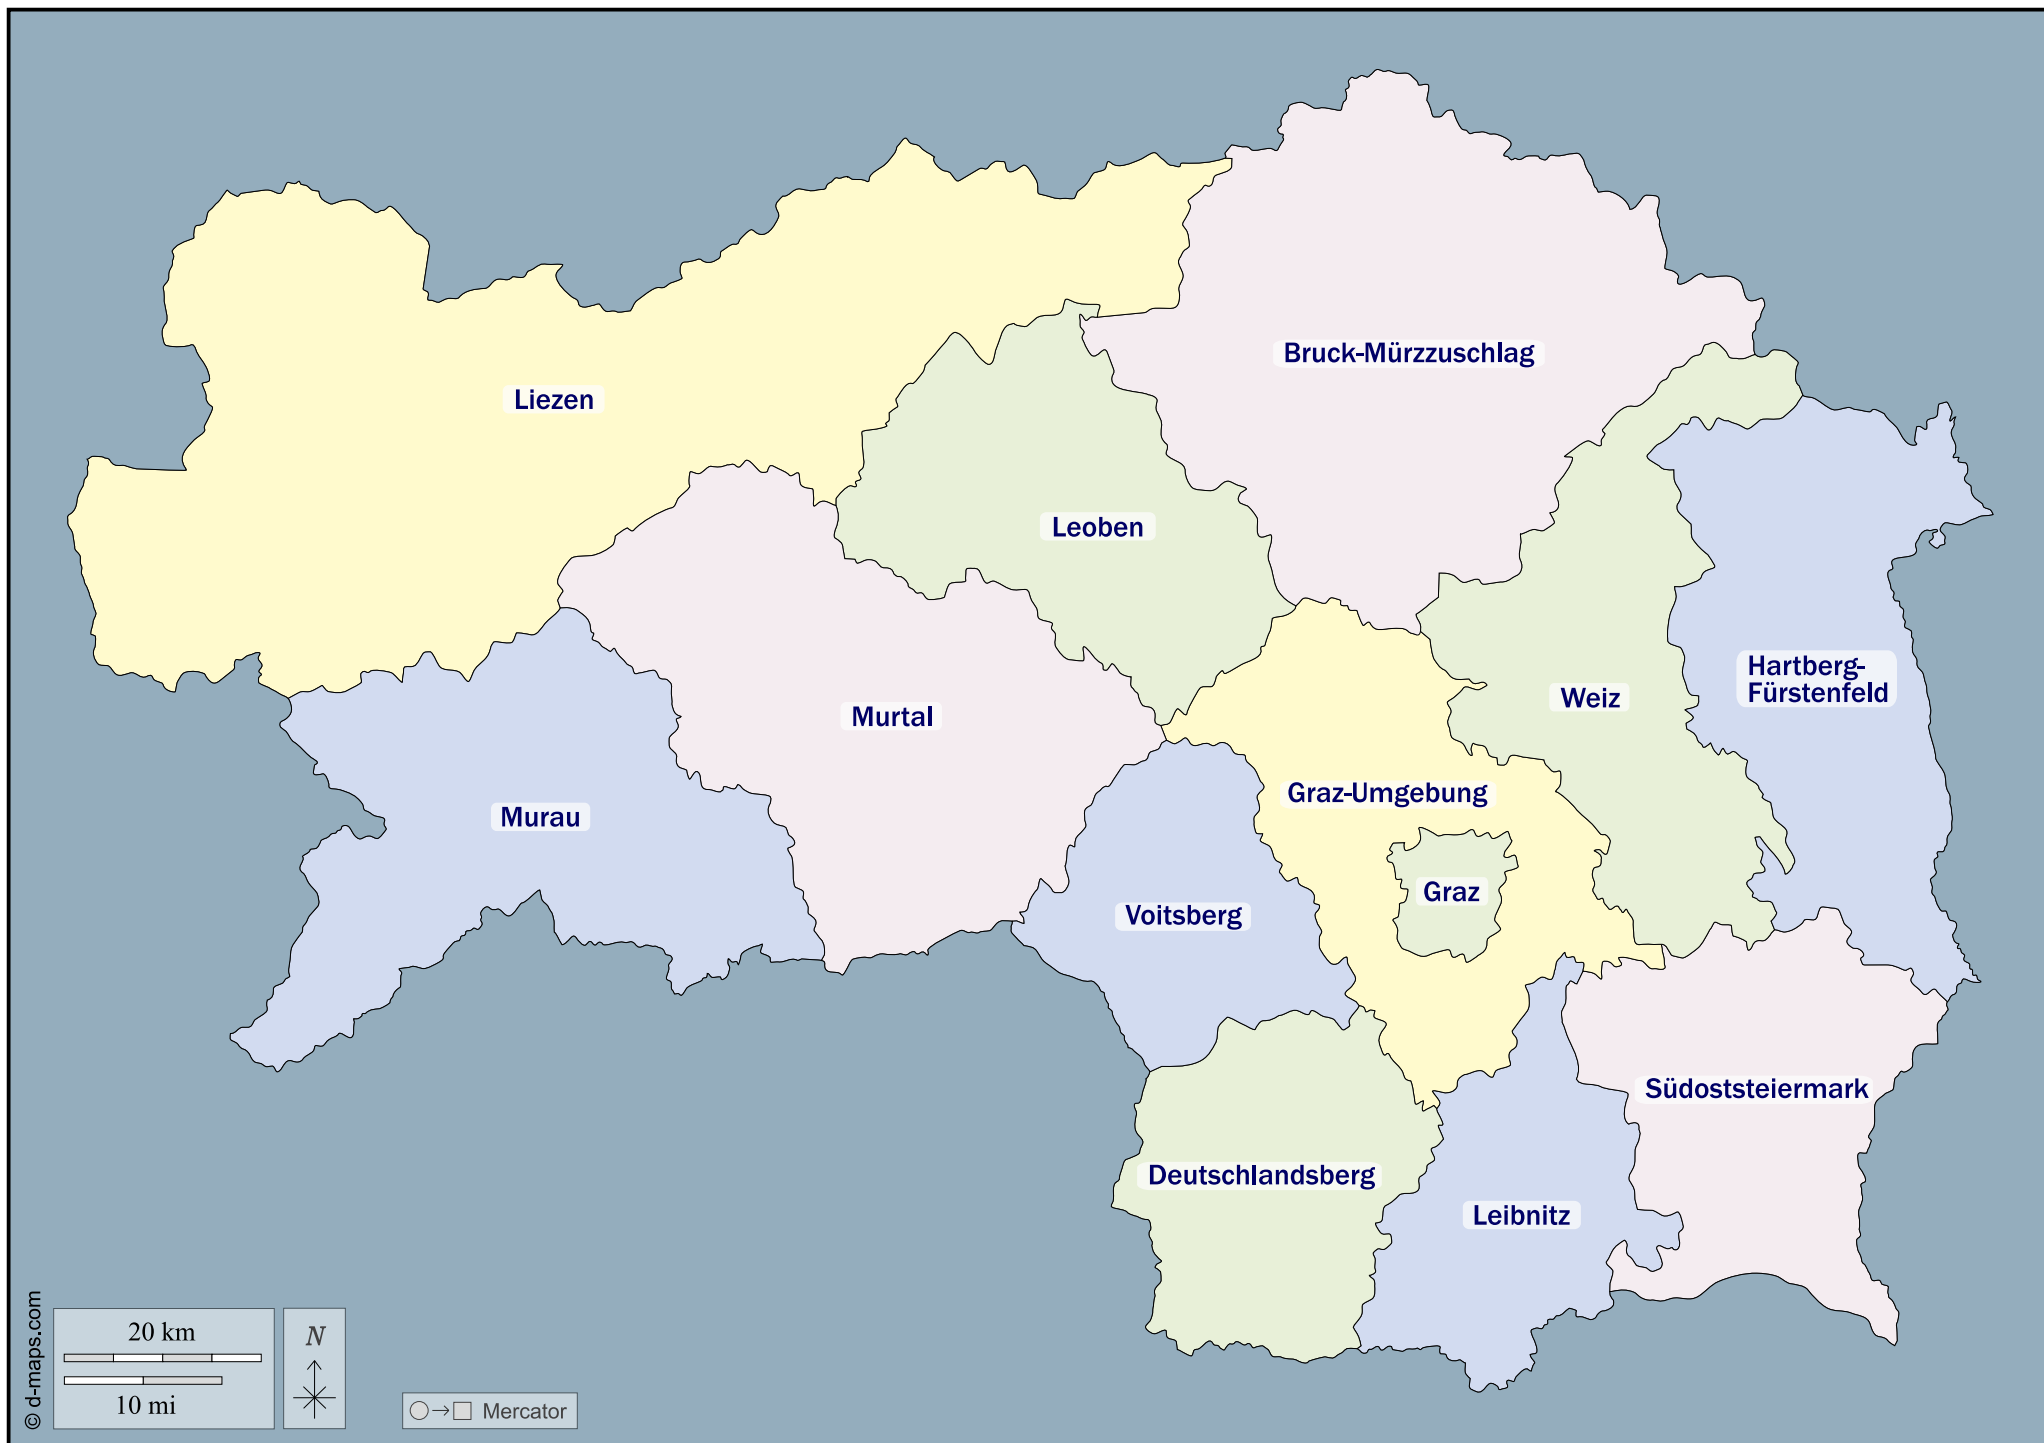 Bruck-Mürzzuschlag
Liezen
Leoben
Hartberg-
Fürstenfeld
Weiz
Murtal
Graz-Umgebung
Murau
Graz
Voitsberg
Südoststeiermark
Deutschlandsberg
Leibnitz
© d-maps.com
20 km
10 mi
N
Mercator